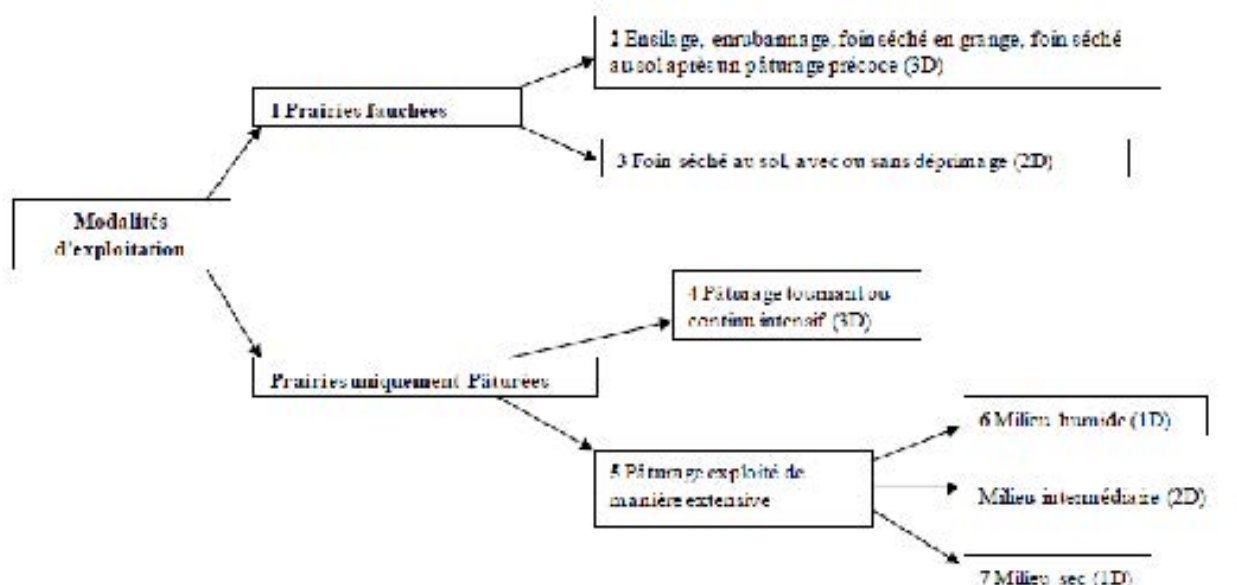 2 Ensilage, enrubannage, foin séché en grange, foin séché
au sol après un pâturage précoce (3D)
1 Prairies fauchées
3 Foin séché au sol, avec ou sans déprimage (2D)
Modalités
d'exploitation
4 Pâturage tournant ou
continu intensif (3D)
Prairies uniquement Pâturées
5 Pâturage exploité de
manière extensive
6 Milieu humide (1D)
Milieu intermédiaire (2D)
7 Milieu sec (1D)